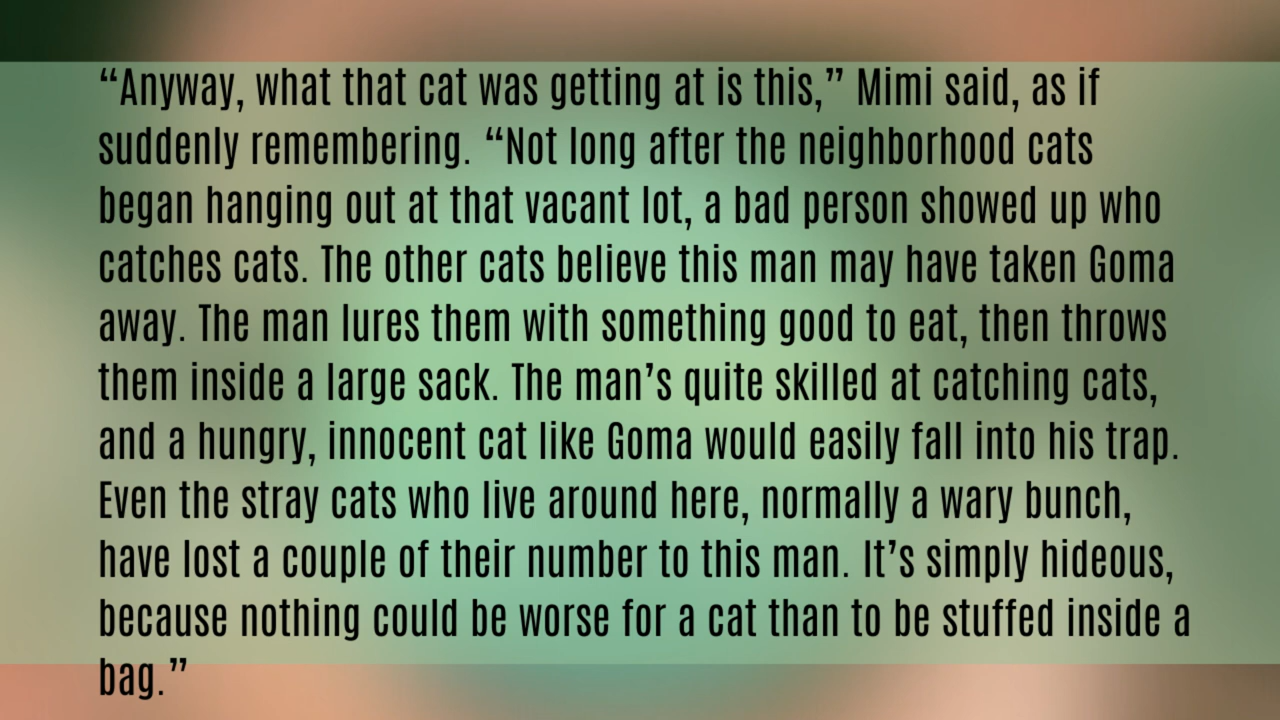 “Anyway, what that cat was getting at is this,” Mimi said, as if
suddenly remembering. “Not long after the neighborhood cats
began hanging out at that vacant lot, a bad person showed up who
catches cats. The other cats believe this man may have taken Goma
away. The man lures them with something good to eat, then throws
them inside a large sack. The man’s quite skilled at catching cats,
and a hungry, innocent cat like Goma would easily fall into his trap.
Even the stray cats who live around here, normally a wary bunch,
have lost a couple of their number to this man. It’s simply hideous,
because nothing could be worse for a cat than to be stuffed inside a
bag.”